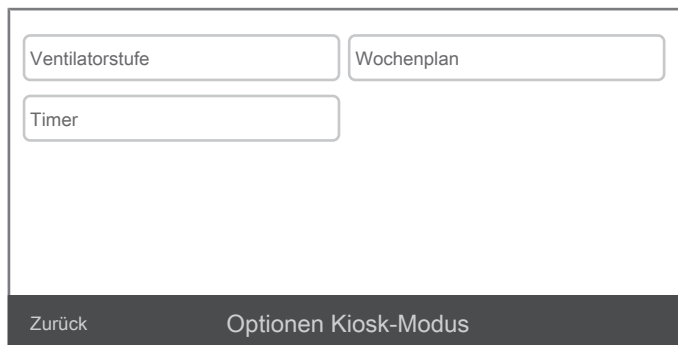 Ventilatorstufe
Wochenplan
Timer
Zurück
Optionen Kiosk-Modus